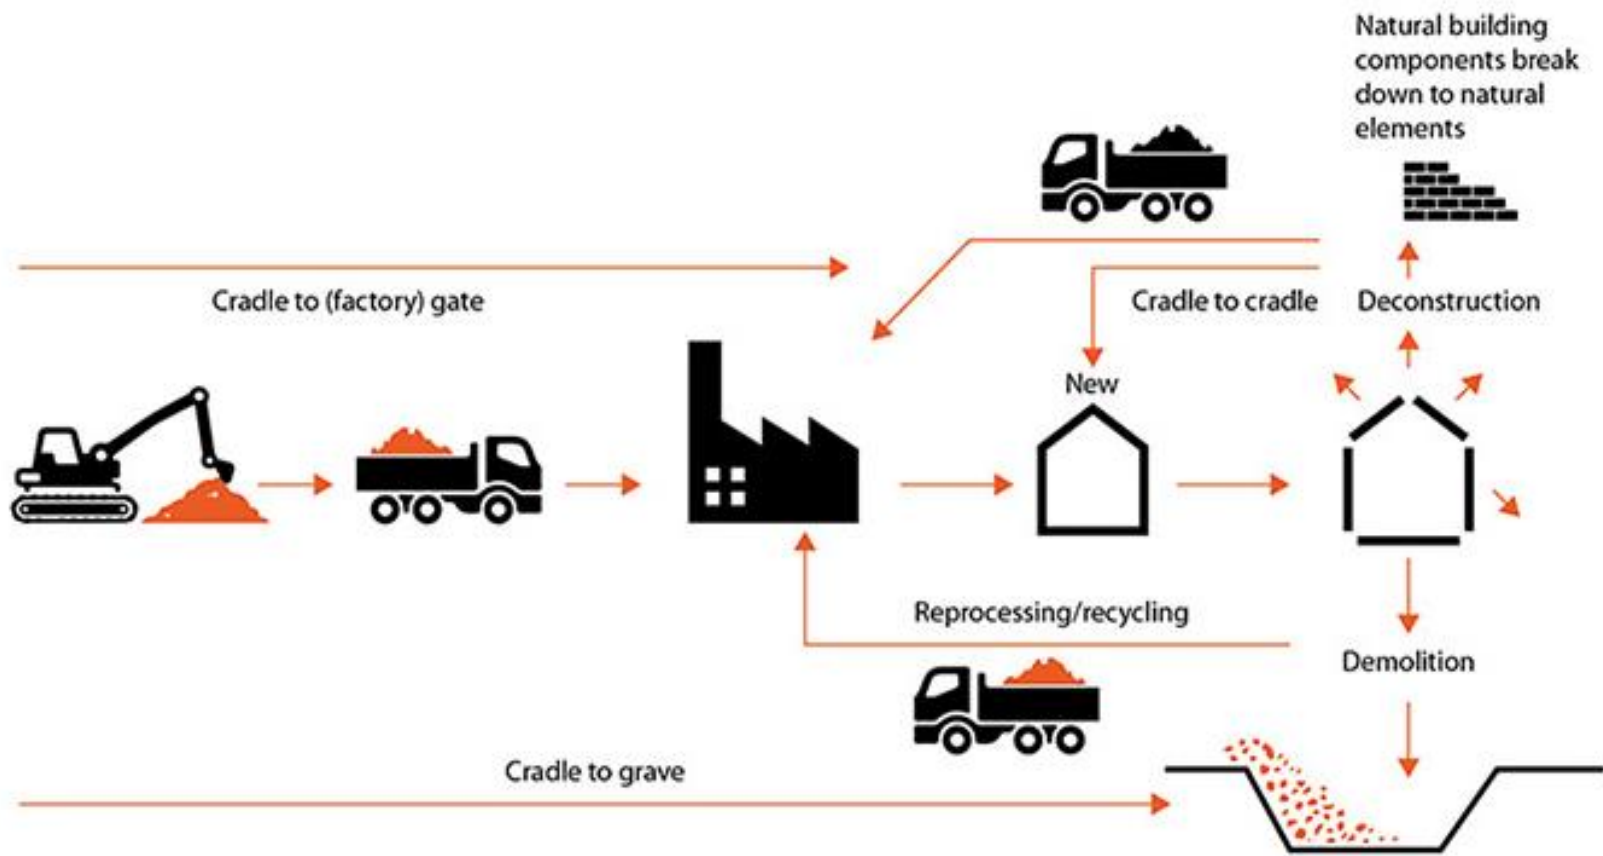 Natural building
components break
down to natural
elements
Cradle to (factory) gate
Cradle to cradle
Deconstruction
New
Reprocessing/recycling
Demolition
Cradle to grave